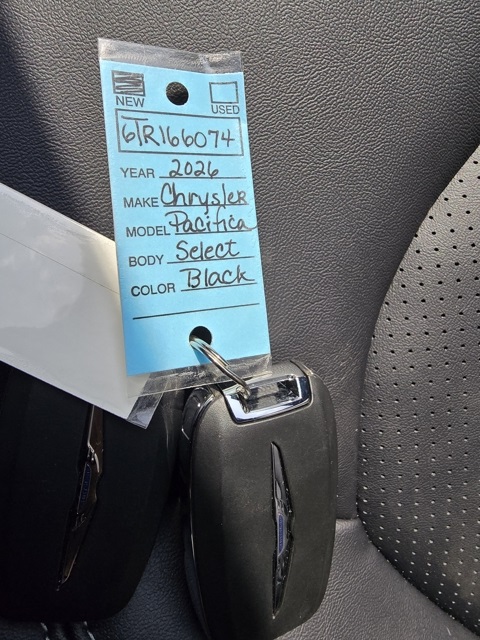 NEW USED
6TR166074
YEAR 2026
MAKE Chrysler
MODEL Pacifica
BODY Select
COLOR Black